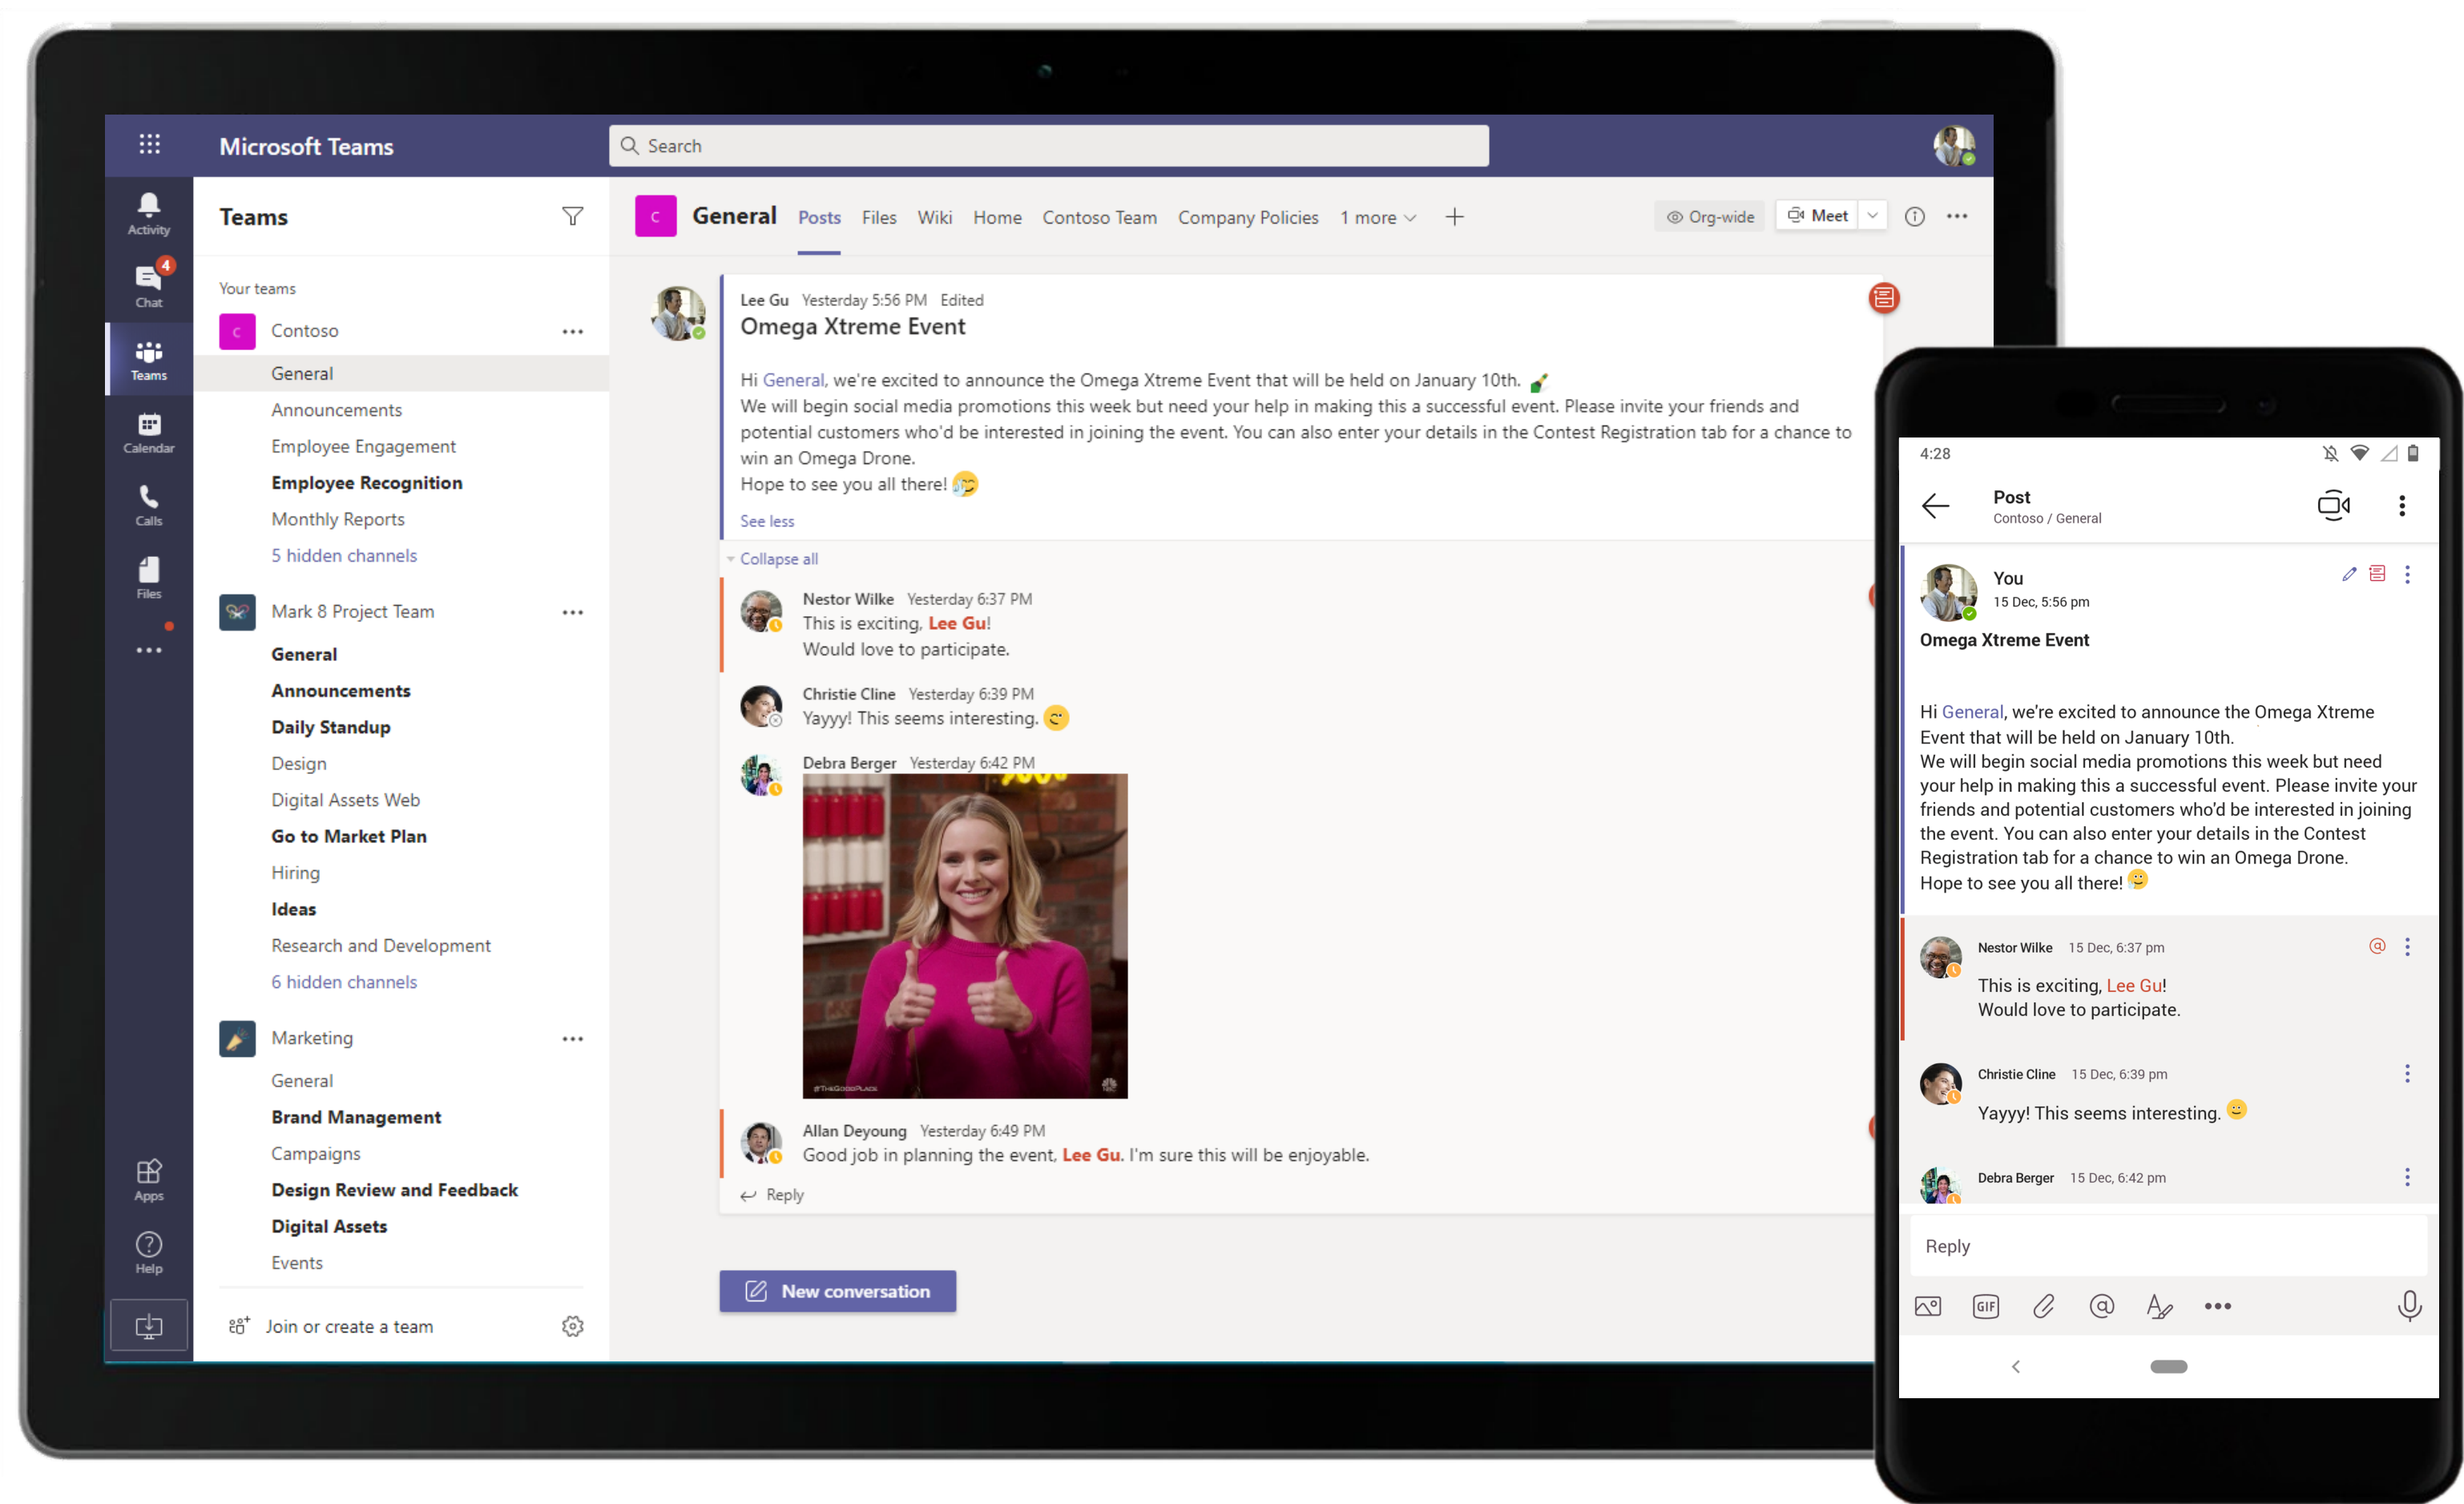 Microsoft Teams
Search
Activity
4
Chat
Teams
Calendar
Calls
Files
Apps
Help
Teams
Your teams
C
Contoso
General
Announcements
Employee Engagement
Employee Recognition
Monthly Reports
5 hidden channels
Mark 8 Project Team
General
Announcements
Daily Standup
Design
Digital Assets Web
Go to Market Plan
Hiring
Ideas
Research and Development
6 hidden channels
Marketing
General
Brand Management
Campaigns
Design Review and Feedback
Digital Assets
Events
Join or create a team
C General Posts Files Wiki Home Contoso Team Company Policies 1 more Org-wide Meet
Lee Gu Yesterday 5:56 PM Edited
Omega Xtreme Event
Hi General, we're excited to announce the Omega Xtreme Event that will be held on January 10th.
We will begin social media promotions this week but need your help in making this a successful event. Please invite your friends and
potential customers who'd be interested in joining the event. You can also enter your details in the Contest Registration tab for a chance to
win an Omega Drone.
Hope to see you all there!
See less
Collapse all
Nestor Wilke Yesterday 6:37 PM
This is exciting, Lee Gu!
Would love to participate.
Christie Cline Yesterday 6:39 PM
Yayyy! This seems interesting.
Debra Berger Yesterday 6:42 PM
#THEGOODPLACE
NBC
Allan Deyoung Yesterday 6:49 PM
Good job in planning the event, Lee Gu. I'm sure this will be enjoyable.
Reply
New conversation
4:28
Post
Contoso / General
You
15 Dec, 5:56 pm
Omega Xtreme Event
Hi General, we're excited to announce the Omega Xtreme
Event that will be held on January 10th.
We will begin social media promotions this week but need
your help in making this a successful event. Please invite your
friends and potential customers who'd be interested in joining
the event. You can also enter your details in the Contest
Registration tab for a chance to win an Omega Drone.
Hope to see you all there!
Nestor Wilke 15 Dec, 6:37 pm @
This is exciting, Lee Gu!
Would love to participate.
Christie Cline 15 Dec, 6:39 pm
Yayyy! This seems interesting.
Debra Berger 15 Dec, 6:42 pm
Reply
GIF @ A